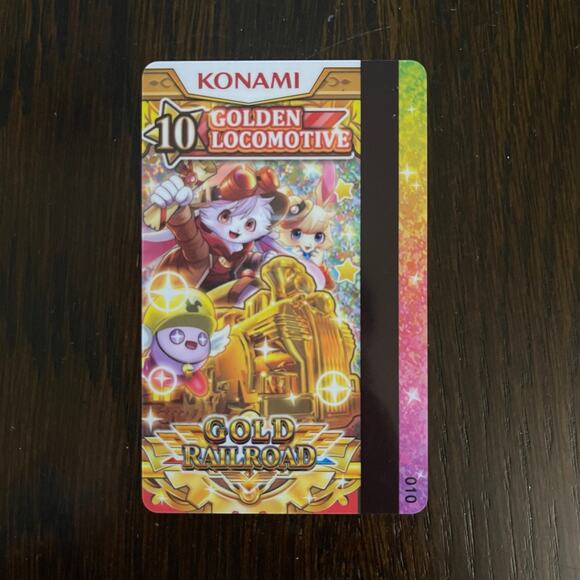 KONAMI
10
GOLDEN
LOCOMOTIVE
GOLD
RAILROAD
010